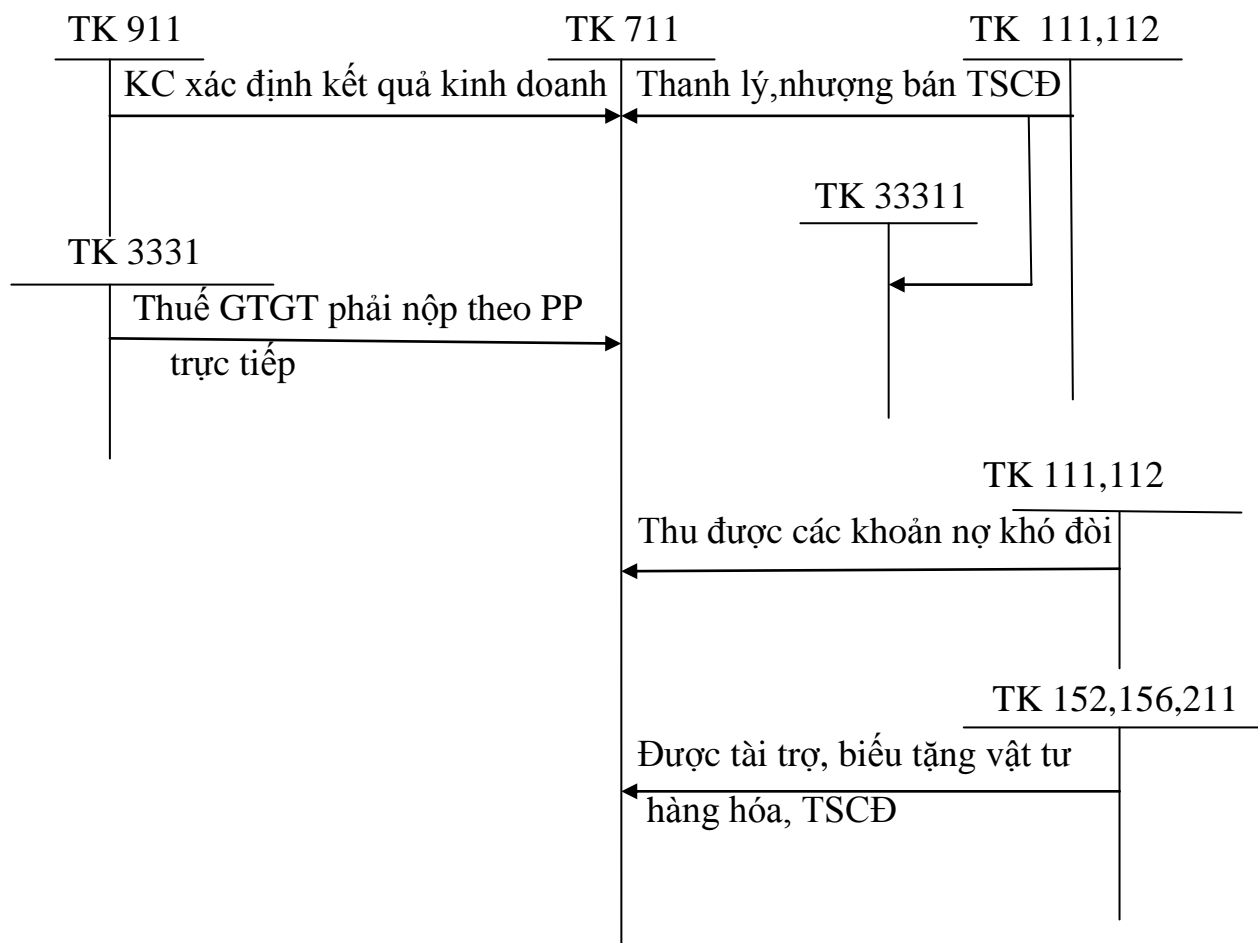 TK 911
TK 711
TK 111,112
KC xác định kết quả kinh doanh
Thanh lý,nhượng bán TSCĐ
TK 33311
TK 3331
Thuế GTGT phải nộp theo PP
trực tiếp
TK 111,112
Thu được các khoản nợ khó đòi
TK 152,156,211
Được tài trợ, biếu tặng vật tư
hàng hóa, TSCĐ